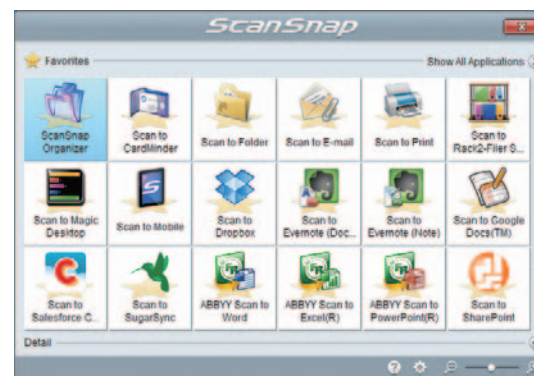 ScanSnap
Favorites
Show All Applications
ScanSnap
Organizer
Scan to
CardMinder
Scan to Folder
Scan to E-mail
Scan to Print
Scan to
Rack2-Filer S...
Scan to Magic
Desktop
Scan to Mobile
Scan to
Dropbox
Scan to
Evernote (Doc...
Scan to
Evernote (Note)
Scan to Google
Docs(TM)
Scan to
Salesforce C...
Scan to
SugarSync
ABBYY Scan to
Word
ABBYY Scan to
Excel(R)
ABBYY Scan to
PowerPoint(R)
Scan to
SharePoint
Detail